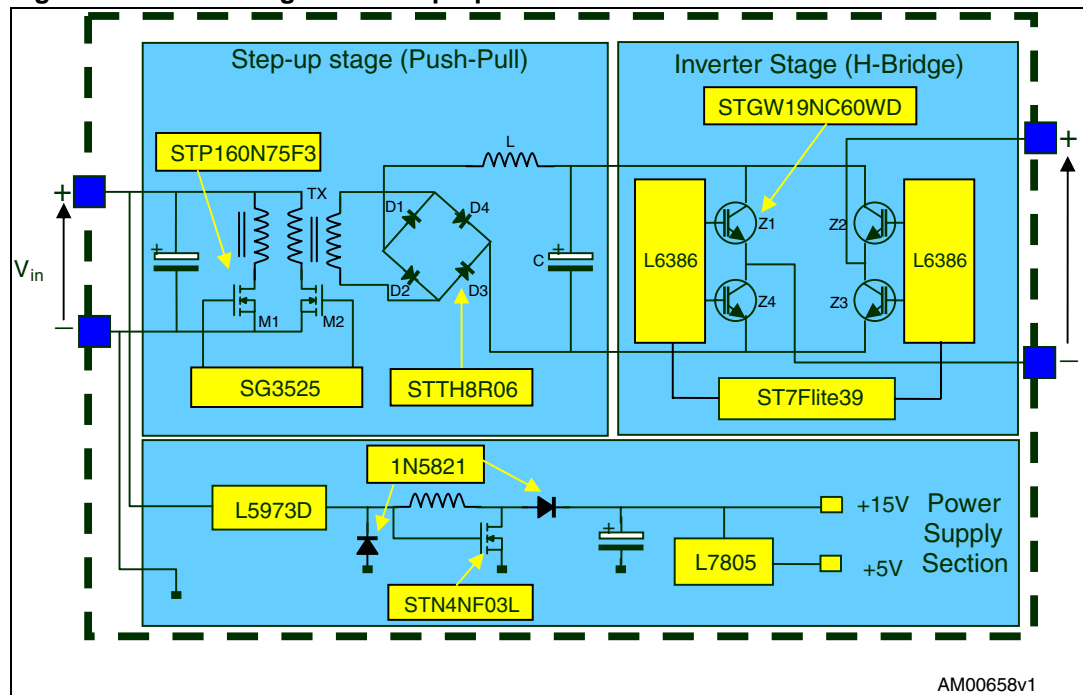 Step-up stage (Push-Pull)
Inverter Stage (H-Bridge)
STGW19NC60WD
STP160N75F3
L
TX
D1
D4
Z1
Z2
L6386
L6386
+
+
+
+
C
V in
D2
D3
Z4
Z3
M1
M2
–
–
SG3525
STTH8R06
ST7Flite39
1N5821
L5973D
+15V
Power
Supply
Section
+
L7805
+5V
STN4NF03L
AM00658v1